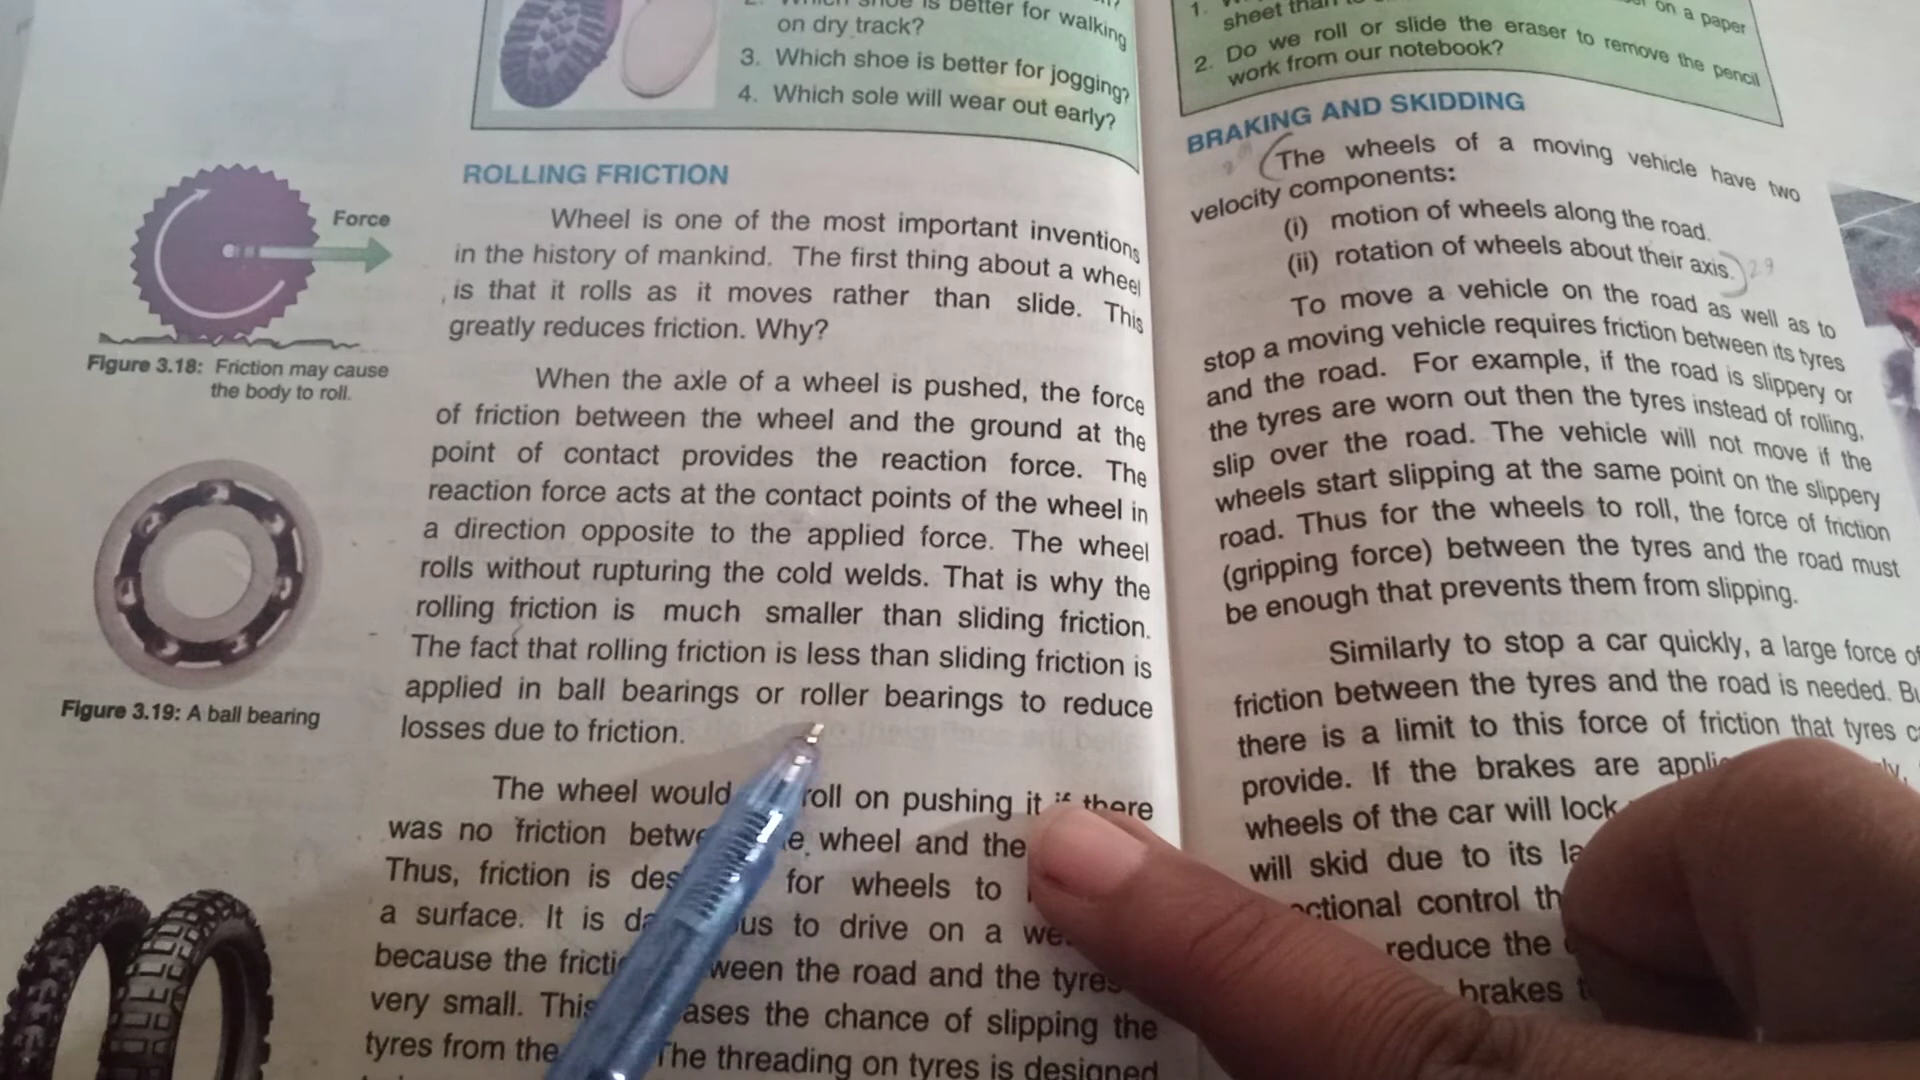 on dry track?
3. Which shoe is better for jogging?
4. Which sole will wear out early?
ROLLING FRICTION
Force
Figure 3.18: Friction may cause
the body to roll.
Figure 3.19: A ball bearing
Wheel is one of the most important inventions
in the history of mankind. The first thing about a wheel
is that it rolls as it moves rather than slide. This
greatly reduces friction. Why?
When the axle of a wheel is pushed, the force
of friction between the wheel and the ground at the
point of contact provides the reaction force. The
reaction force acts at the contact points of the wheel in
a direction opposite to the applied force. The wheel
rolls without rupturing the cold welds. That is why the
rolling friction is much smaller than sliding friction.
The fact that rolling friction is less than sliding friction is
applied in ball bearings or roller bearings to reduce
losses due to friction.
The wheel would roll on pushing it if there
was no friction wheel and the
Thus, friction is for wheels to
a surface. It is to drive on a
because the the road and the tyres
very small. the chance of slipping the
tyres from the The threading on tyres is designed
1.
sheet than on a paper
2. Do we roll or slide the eraser to remove the pencil
work from our notebook?
BRAKING AND SKIDDING
The wheels of a moving vehicle have two
velocity components:
(i) motion of wheels along the road.
(ii) rotation of wheels about their axis. 29
To move a vehicle on the road as well as to
stop a moving vehicle requires friction between its tyres
and the road. For example, if the road is slippery or
the tyres are worn out then the tyres instead of rolling,
slip over the road. The vehicle will not move if the
wheels start slipping at the same point on the slippery
road. Thus for the wheels to roll, the force of friction
(gripping force) between the tyres and the road must
be enough that prevents them from slipping.
Similarly to stop a car quickly, a large force of
friction between the tyres and the road is needed.
there is a limit to this force of friction that tyres
provide. If the brakes are
wheels of the car will lock
will skid due to its
control
reduce the
brakes